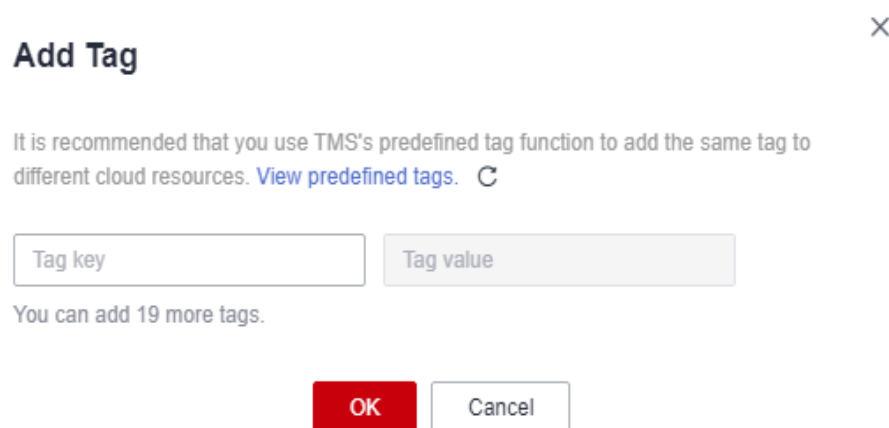 Add Tag
It is recommended that you use TMS's predefined tag function to add the same tag to
different cloud resources. View predefined tags.
Tag key Tag value
You can add 19 more tags.
OK Cancel